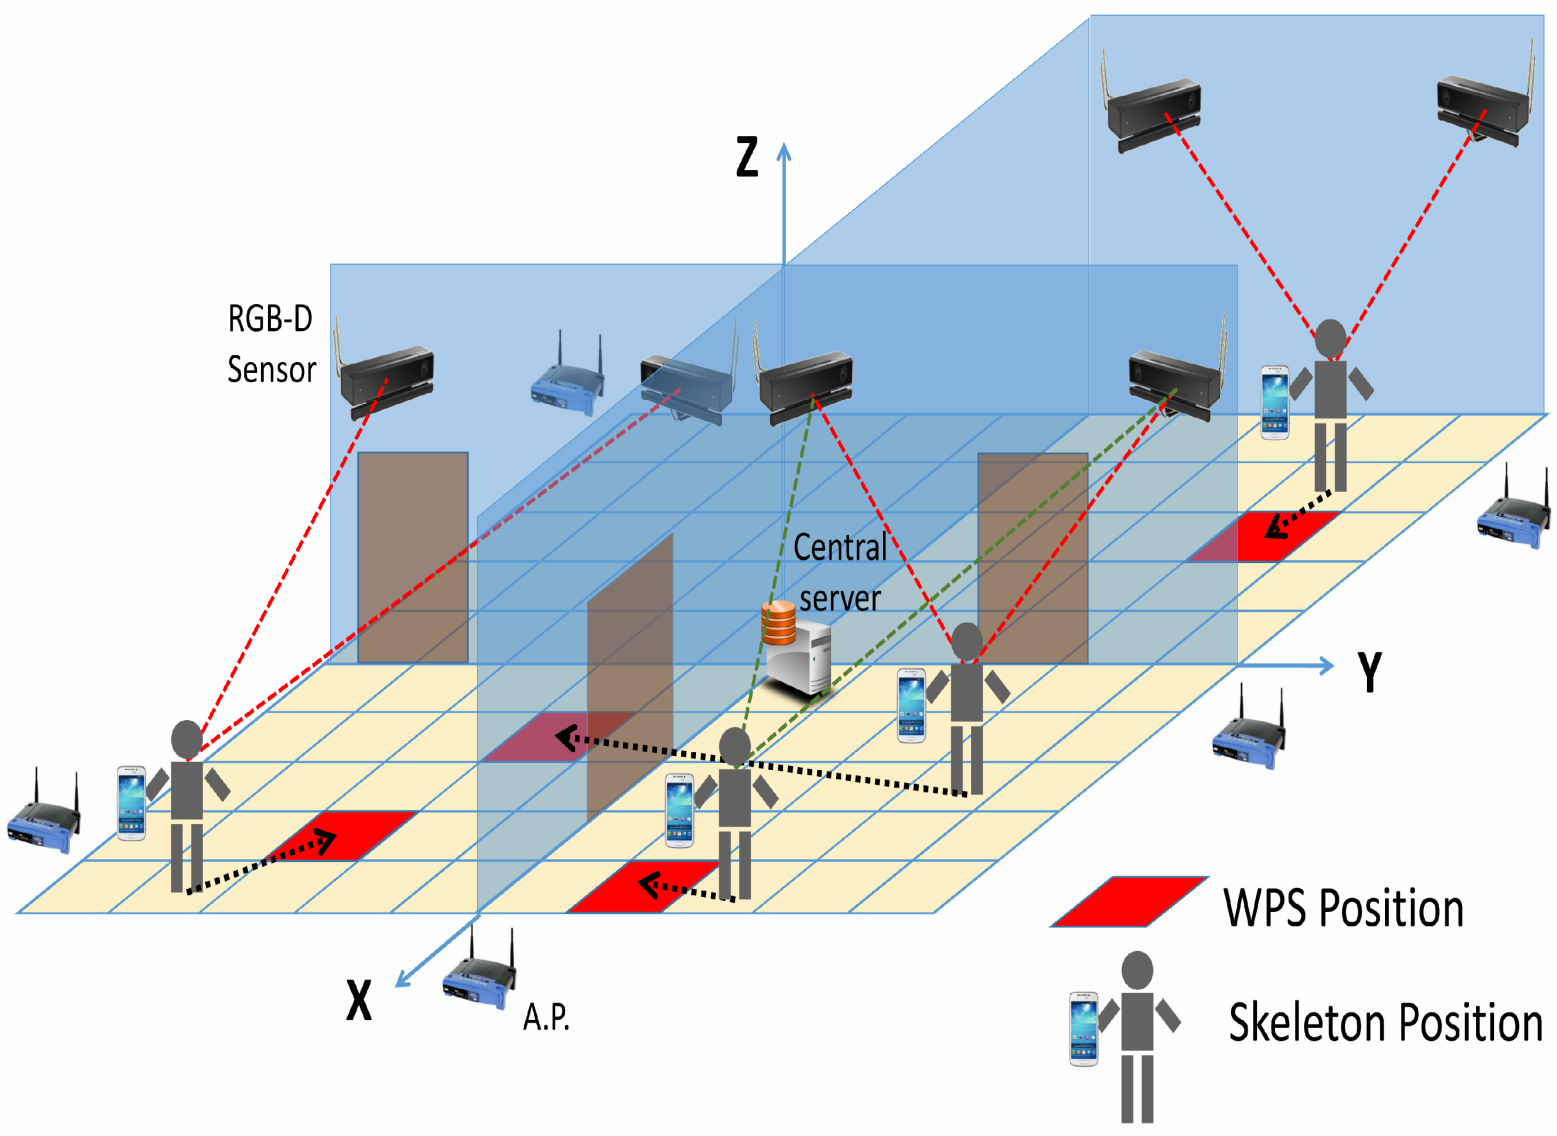 Z
RGB-D
Sensor
Central
server
Y
X
A.P.
WPS Position
Skeleton Position